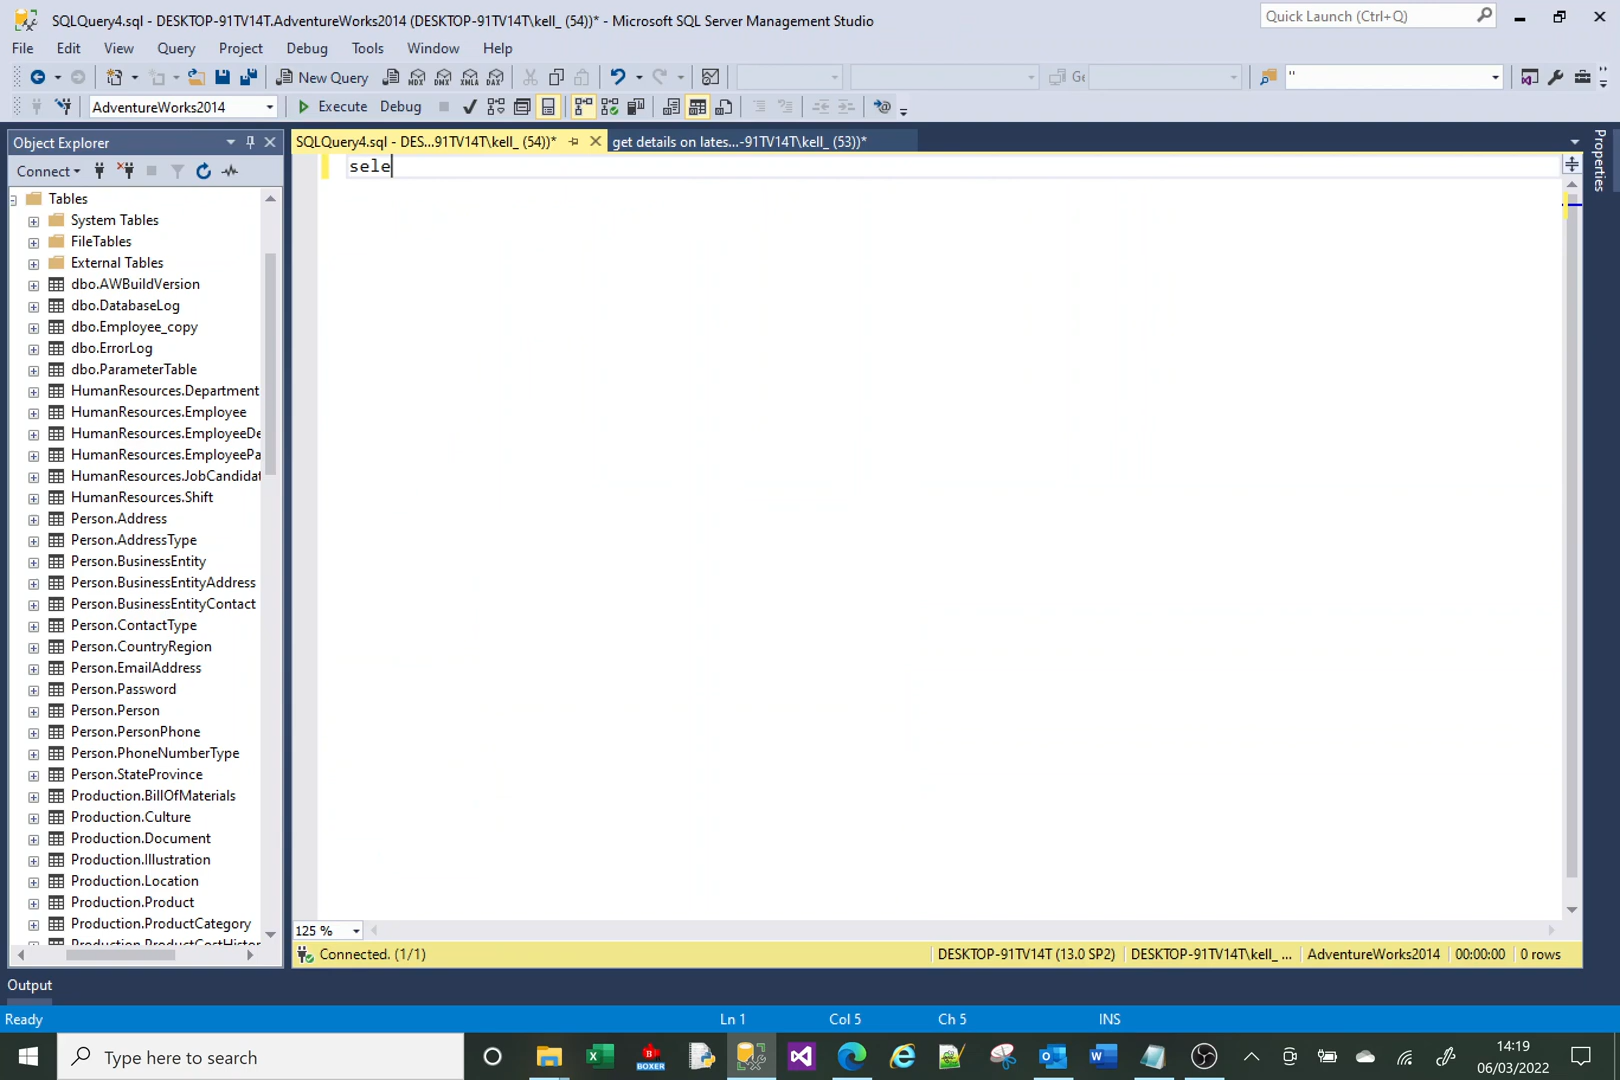 SQLQuery4.sql - DESKTOP-91TV14T.AdventureWorks2014 (DESKTOP-91TV14T\kell_ (54))* - Microsoft SQL Server Management Studio
Quick Launch (Ctrl+Q)
File Edit View Query Project Debug Tools Window Help
New Query MDX DMX XMLA DAX Ge "
AdventureWorks2014 Execute Debug
Object Explorer
SQLQuery4.sql - DES...91TV14T\kell_ (54))*
get details on lates...-91TV14T\kell_ (53))*
Properties
Connect
sele
Tables
System Tables
FileTables
External Tables
dbo.AWBuildVersion
dbo.DatabaseLog
dbo.Employee_copy
dbo.ErrorLog
dbo.ParameterTable
HumanResources.Department
HumanResources.Employee
HumanResources.EmployeeDe
HumanResources.EmployeePa
HumanResources.JobCandidat
HumanResources.Shift
Person.Address
Person.AddressType
Person.BusinessEntity
Person.BusinessEntityAddress
Person.BusinessEntityContact
Person.ContactType
Person.CountryRegion
Person.EmailAddress
Person.Password
Person.Person
Person.PersonPhone
Person.PhoneNumberType
Person.StateProvince
Production.BillOfMaterials
Production.Culture
Production.Document
Production.Illustration
Production.Location
Production.Product
Production.ProductCategory
Production.ProductCostHistor
125 %
Connected. (1/1) DESKTOP-91TV14T (13.0 SP2) DESKTOP-91TV14T\kell_ ... AdventureWorks2014 00:00:00 0 rows
Output
Ready Ln 1 Col 5 Ch 5 INS
Type here to search
BOXER
14:19
06/03/2022